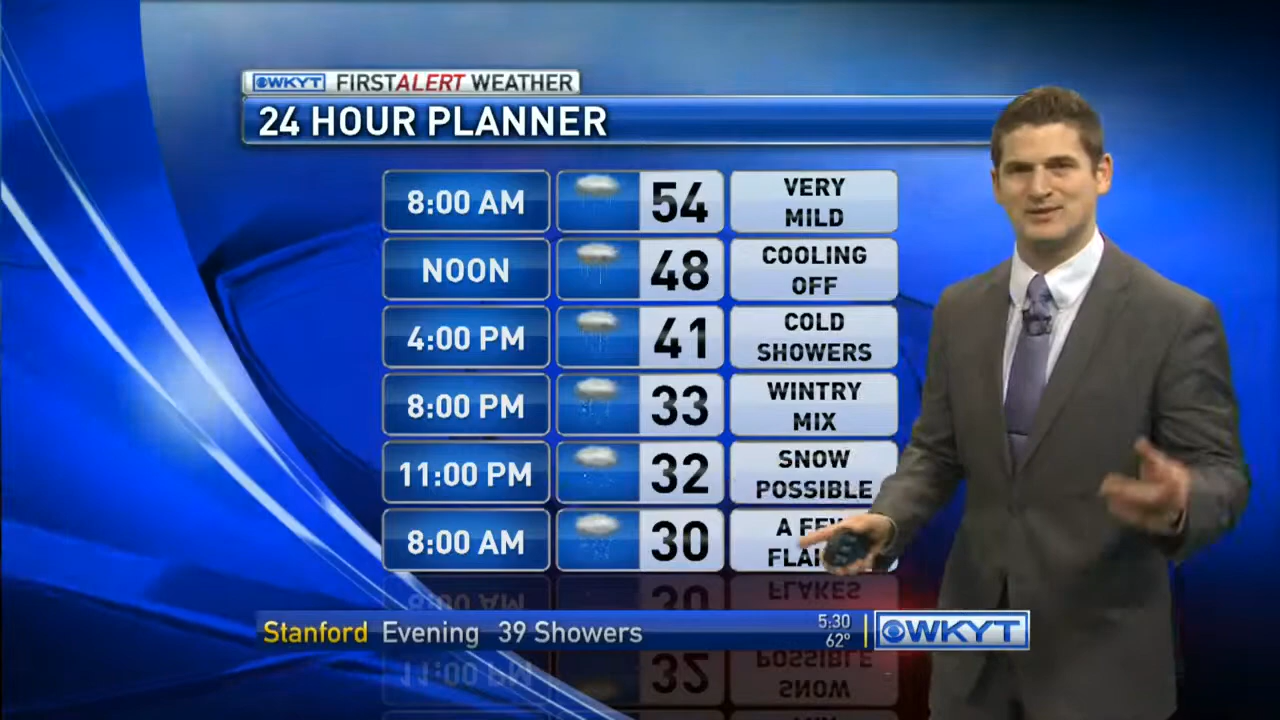 WKYT FIRSTALERT WEATHER
24 HOUR PLANNER
8:00 AM 54 VERY MILD
NOON 48 COOLING OFF
4:00 PM 41 COLD SHOWERS
8:00 PM 33 WINTRY MIX
11:00 PM 32 SNOW POSSIBLE
8:00 AM 30 A FEW FLAKES
Stanford Evening 39 Showers 5:30 62° WKYT